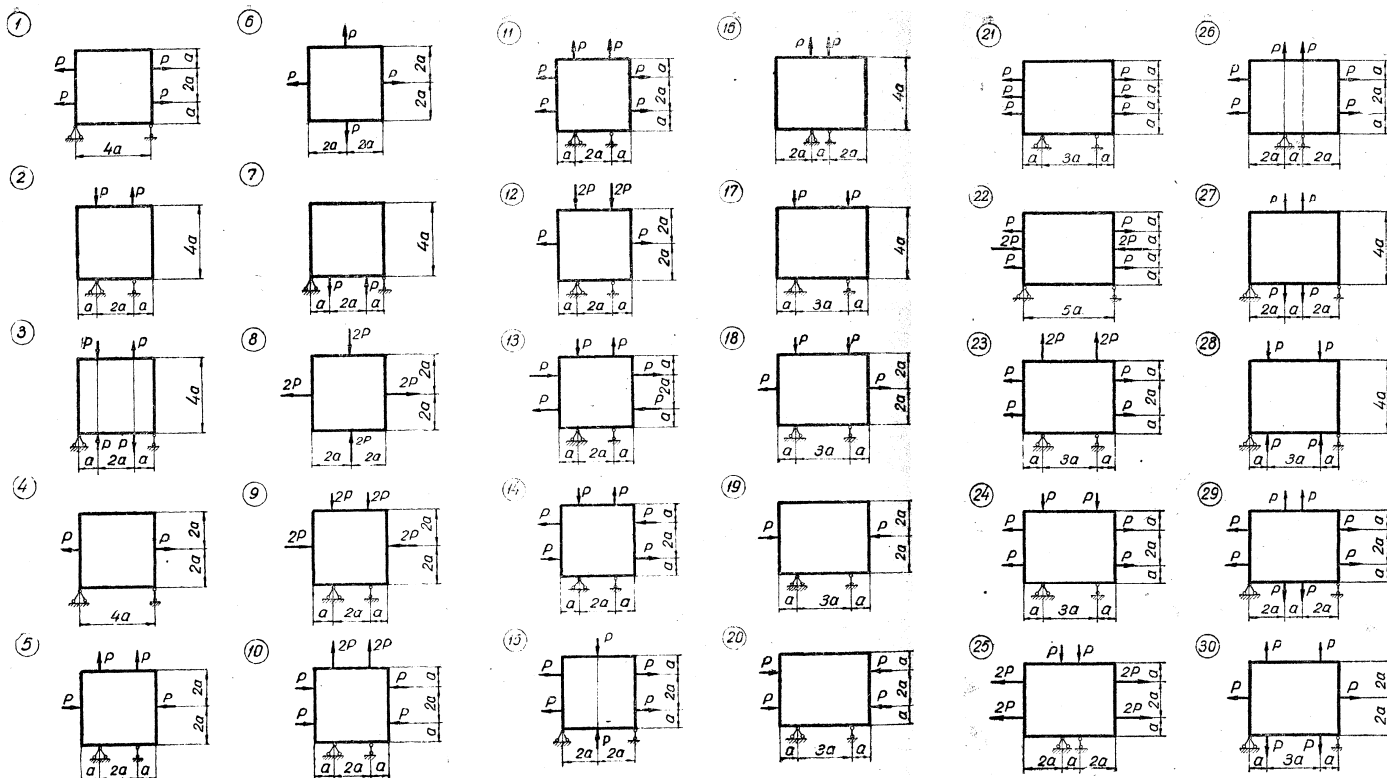 1
P P a
P P 2a
a
4a
2
P P
4a
a 2a a
3
P P
4a
P P
a 2a a
4
P P 2a
2a
4a
5
P P
P P 2a
2a
a 2a a
6
P
P P 2a
2a
P
2a 2a
7
4a
P P
a 2a a
8
2P
2P 2P 2a
2a
2P
2a 2a
9
2P 2P
2P 2P 2a
2a
a 2a a
10
2P 2P
P P a
P P 2a
a
a 2a a
11
P P
P P a
P P 2a
a
a 2a a
12
2P 2P
P P 2a
2a
a 2a a
13
P P
P P a
P P 2a
a
a 2a a
14
P P
P P a
P P 2a
a
a 2a a
15
P
P P a
P P 2a
a
P
2a 2a
16
P P
4a
2a a 2a
17
P P
4a
a 3a a
18
P P
P P 2a
2a
a 3a a
19
P P 2a
2a
a 3a a
20
P P a
P P 2a
a
a 3a a
21
P P a
P P a
P P a
a
a 3a a
22
P P a
2P 2P a
P P a
a
5a
23
2P 2P
P P a
P P 2a
a
a 3a a
24
P P
P P a
P P 2a
a
a 3a a
25
P P
2P 2P a
2P 2P 2a
a
2a a 2a
26
P P
P P a
P P 2a
a
2a a 2a
27
P P
4a
P P
2a a 2a
28
P P
4a
P P
a 3a a
29
P P
P P a
P P 2a
a
P P
2a a 2a
30
P P
P P 2a
2a
P P
a 3a a